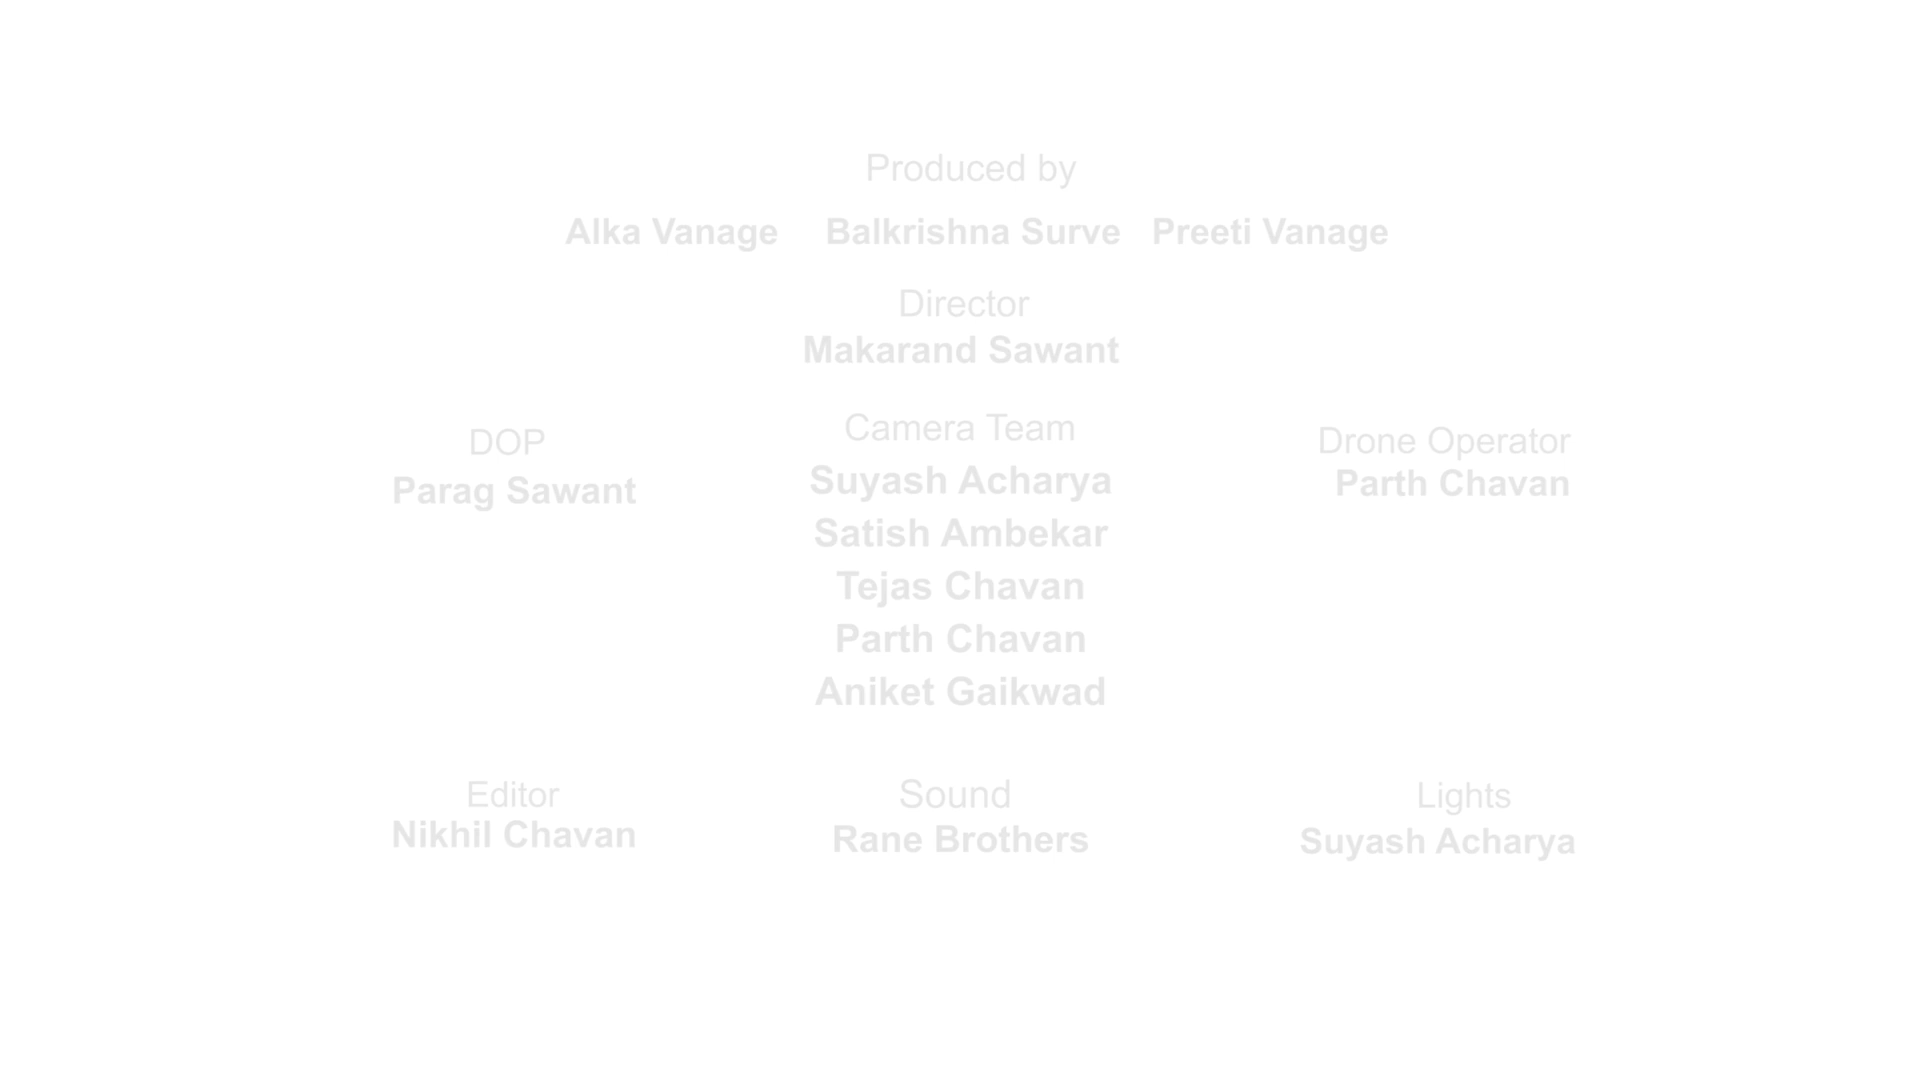 Produced by
Alka Vanage Balkrishna Surve Preeti Vanage
Director
Makarand Sawant
DOP
Parag Sawant
Camera Team
Suyash Acharya
Satish Ambekar
Tejas Chavan
Parth Chavan
Aniket Gaikwad
Drone Operator
Parth Chavan
Editor
Nikhil Chavan
Sound
Rane Brothers
Lights
Suyash Acharya